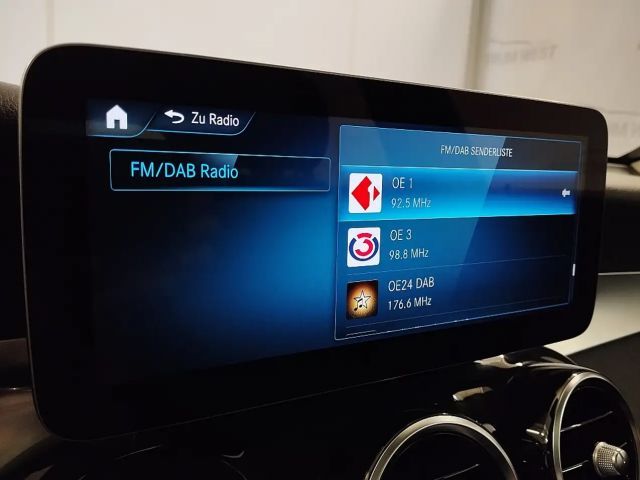 Zu Radio
FM/DAB Radio
FM/DAB SENDERLISTE
OE 1
92.5 MHz
OE 3
98.8 MHz
OE24 DAB
176.6 MHz